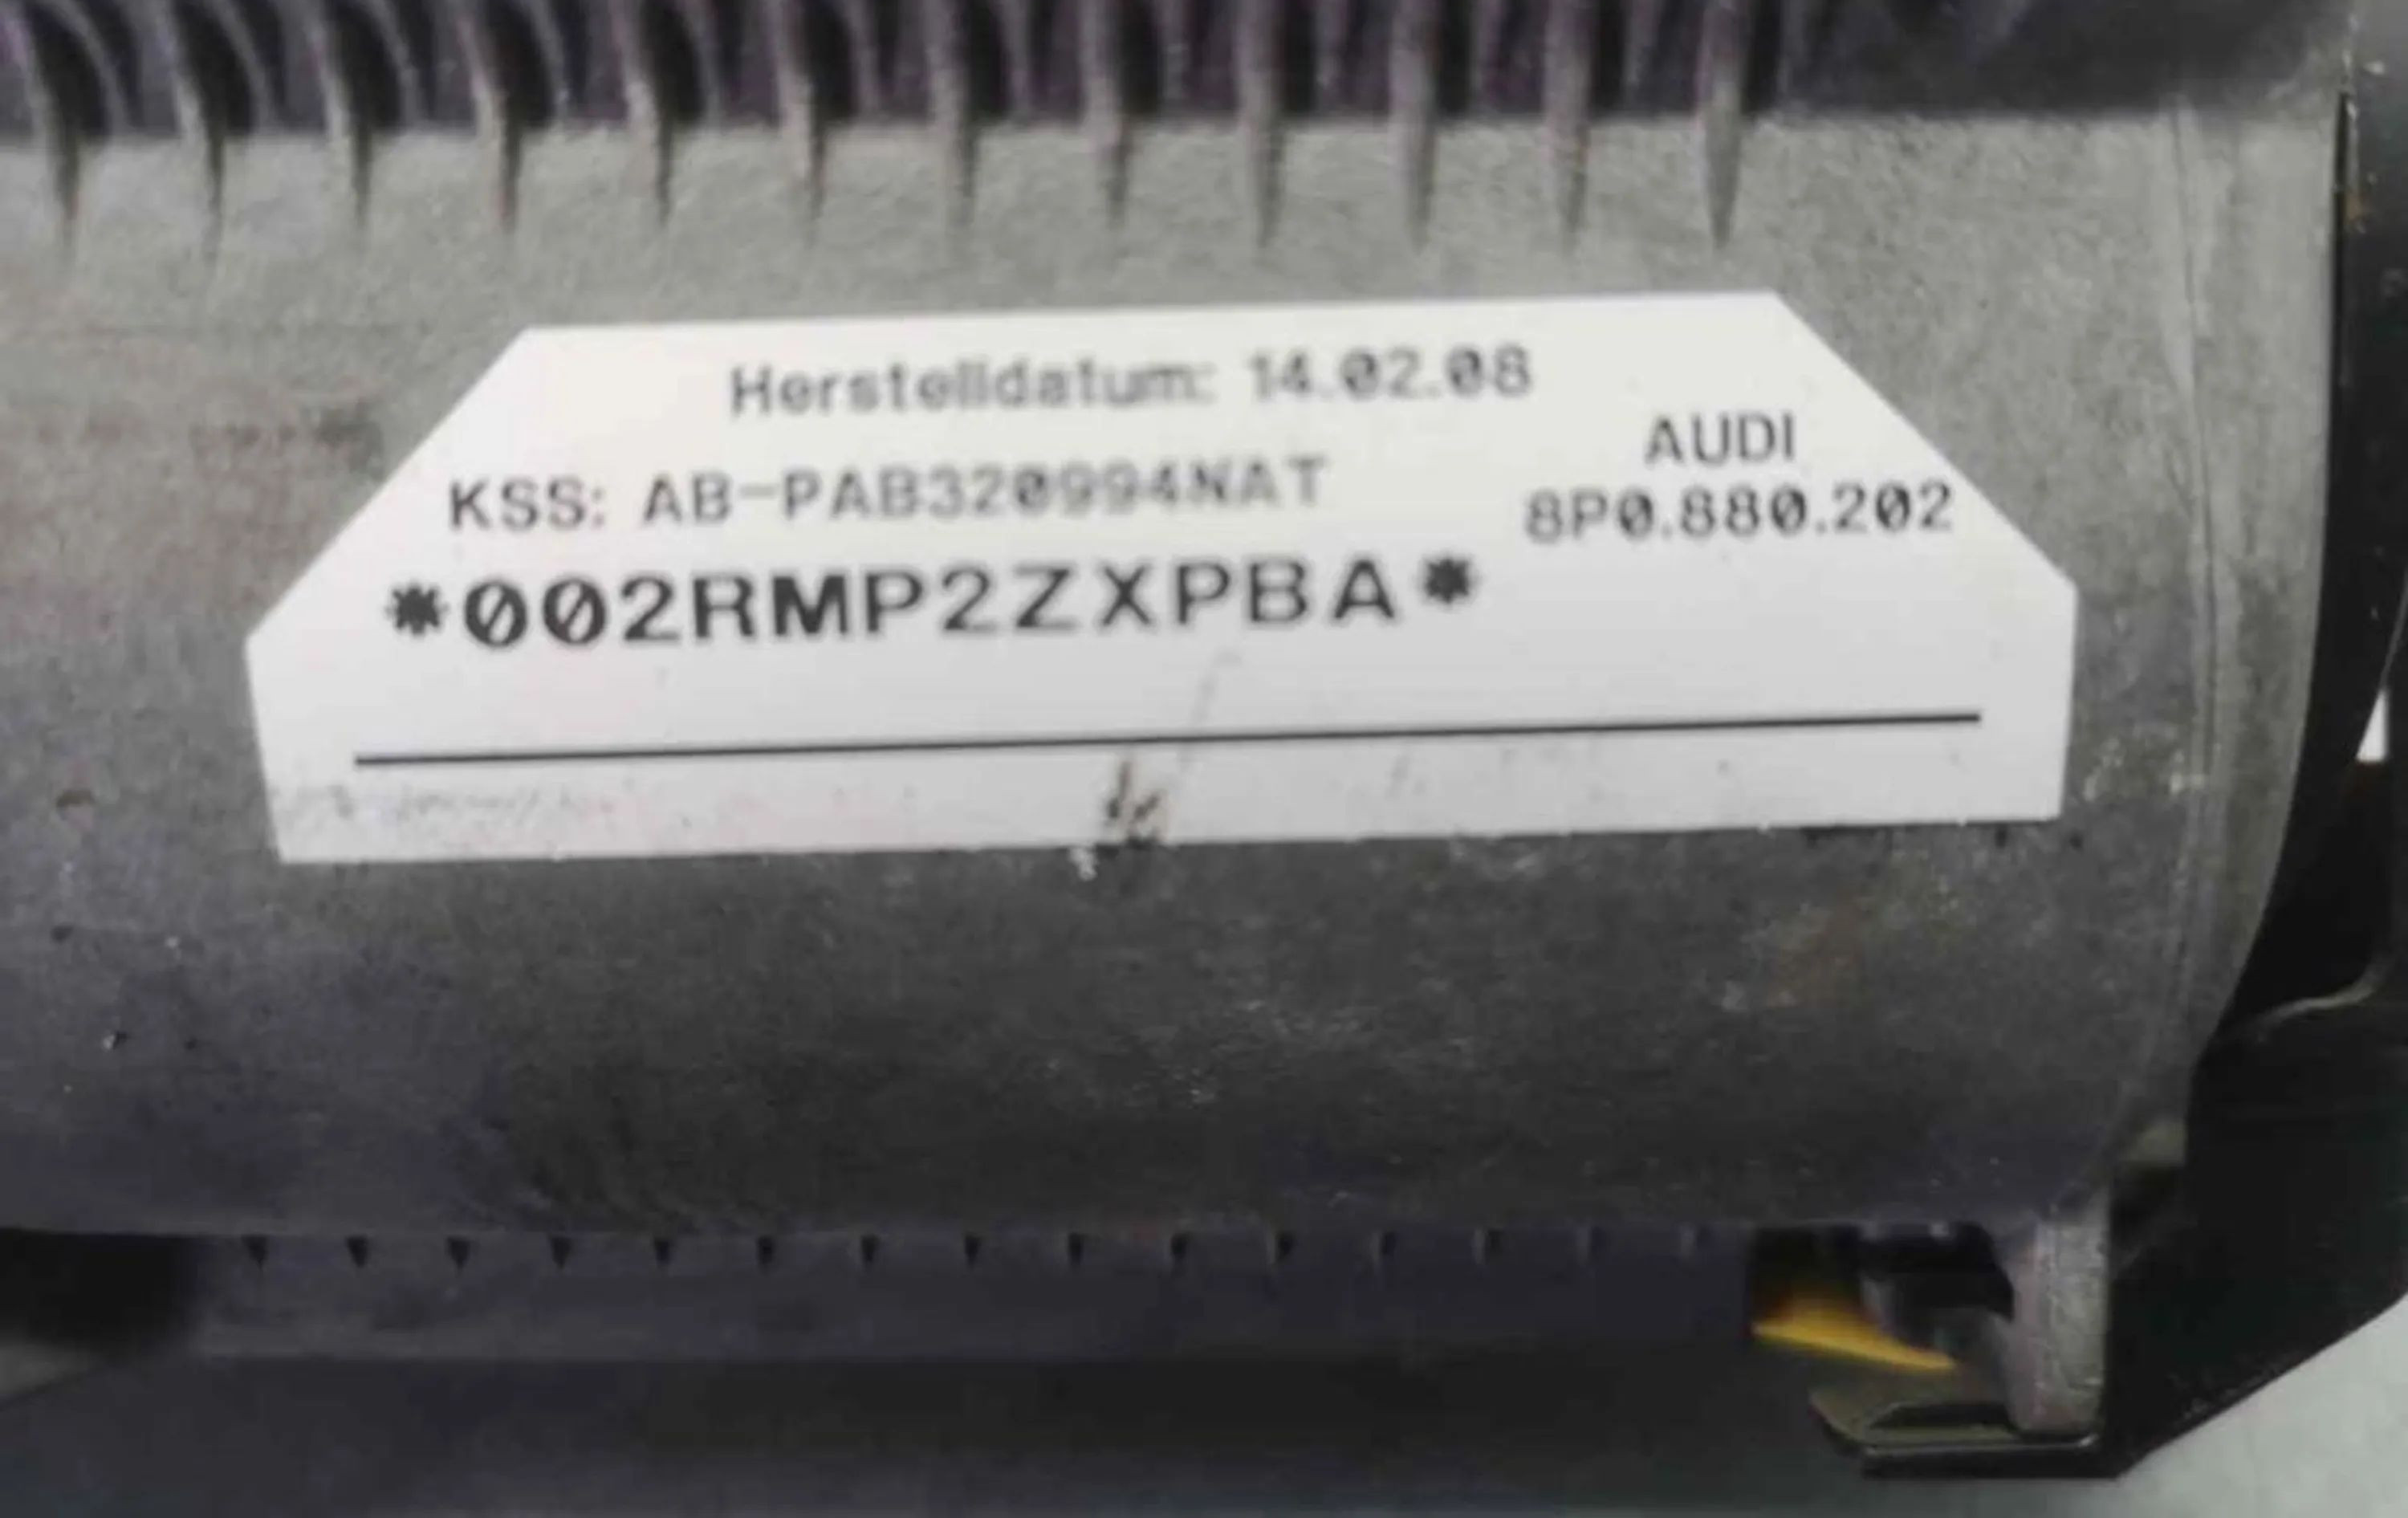 Herstelldatum: 14.02.08
KSS: AB-PAB320994NAT
AUDI
8P0.880.202
*002RMP2ZXPBA*